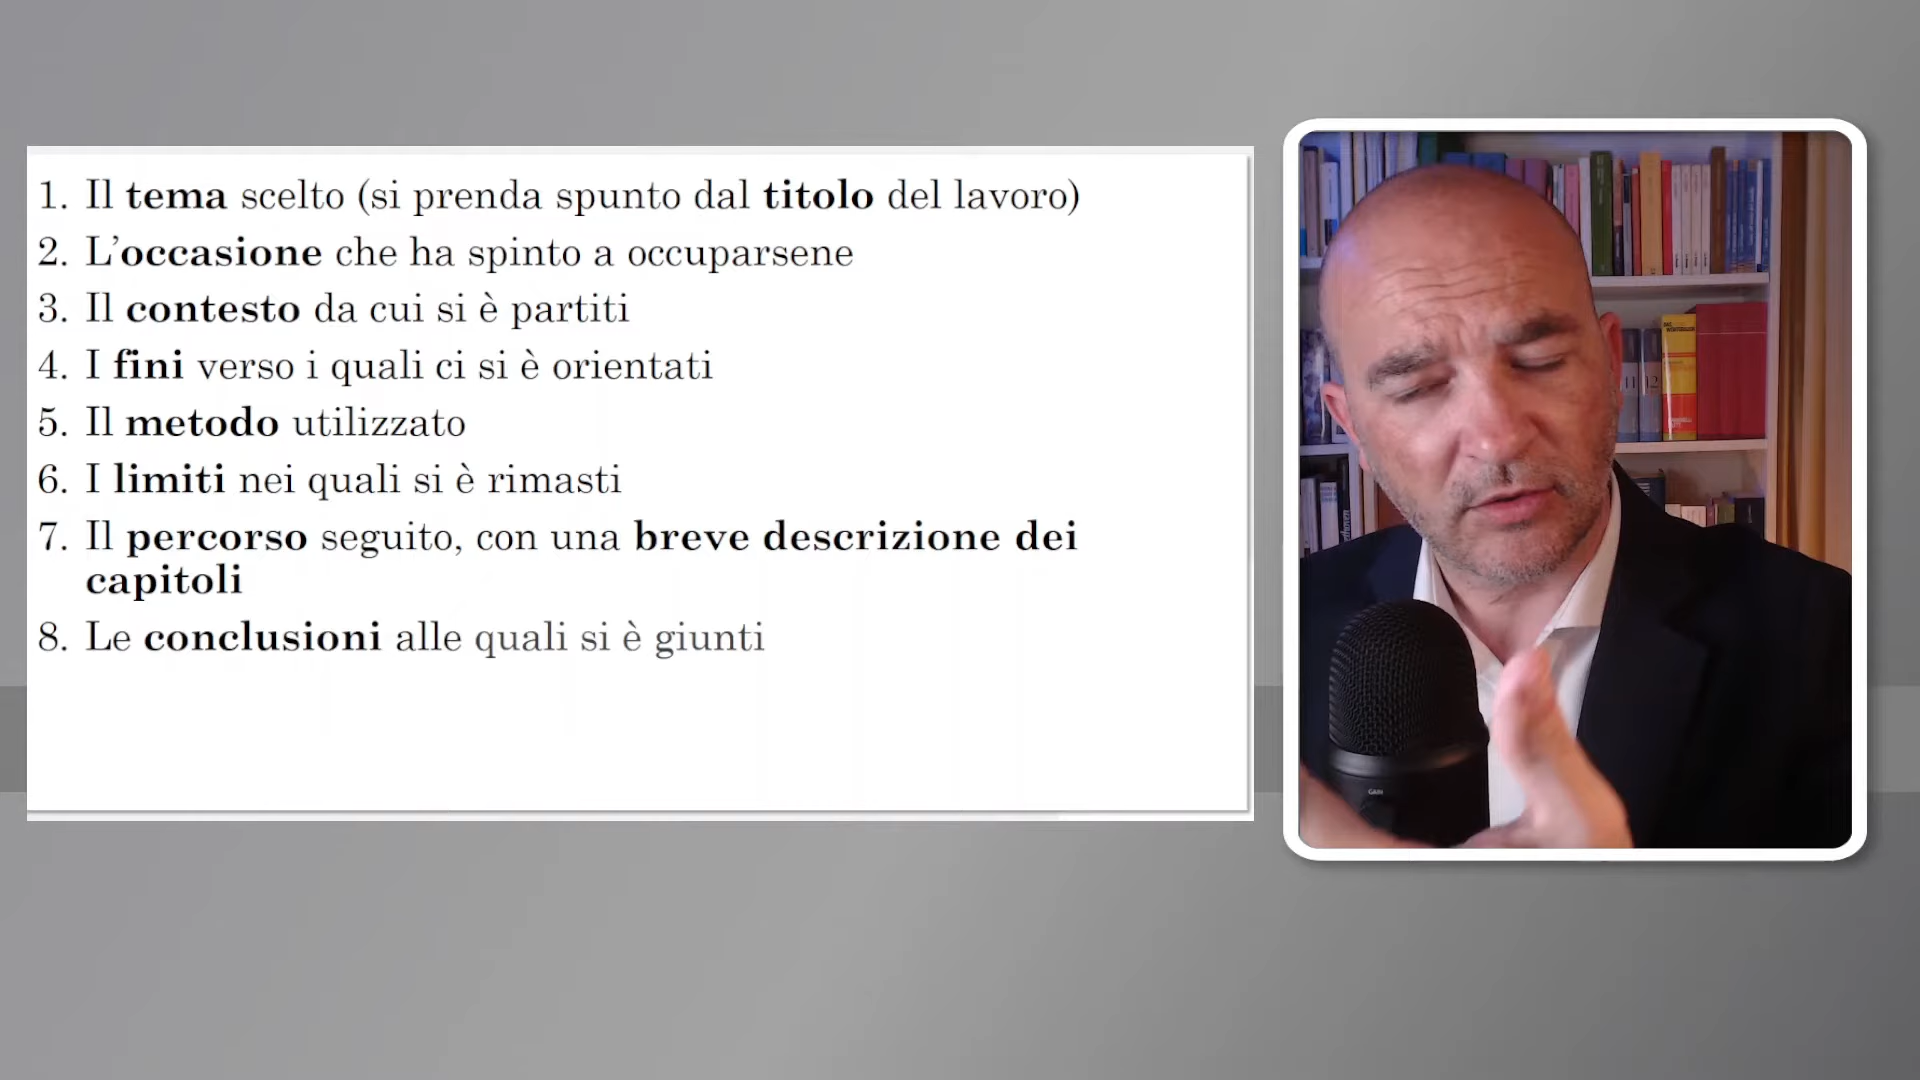 1. Il tema scelto (si prenda spunto dal titolo del lavoro)
2. L’occasione che ha spinto a occuparsene
3. Il contesto da cui si è partiti
4. I fini verso i quali ci si è orientati
5. Il metodo utilizzato
6. I limiti nei quali si è rimasti
7. Il percorso seguito, con una breve descrizione dei
capitoli
8. Le conclusioni alle quali si è giunti
11 12
GAIN